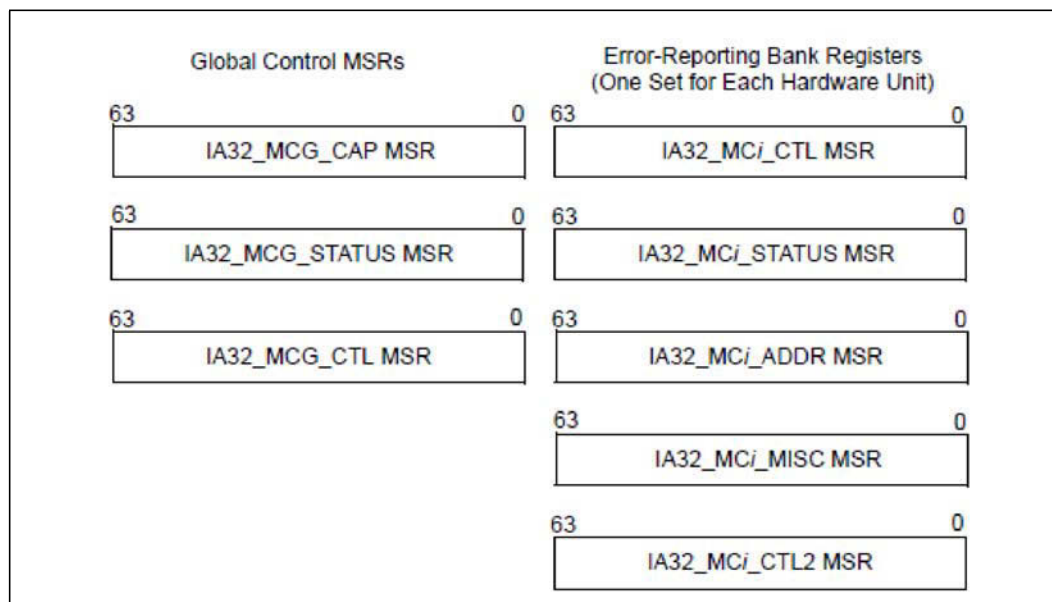 Global Control MSRs
63 0
IA32_MCG_CAP MSR
63 0
IA32_MCG_STATUS MSR
63 0
IA32_MCG_CTL MSR
Error-Reporting Bank Registers
(One Set for Each Hardware Unit)
63 0
IA32_MCi_CTL MSR
63 0
IA32_MCi_STATUS MSR
63 0
IA32_MCi_ADDR MSR
63 0
IA32_MCi_MISC MSR
63 0
IA32_MCi_CTL2 MSR